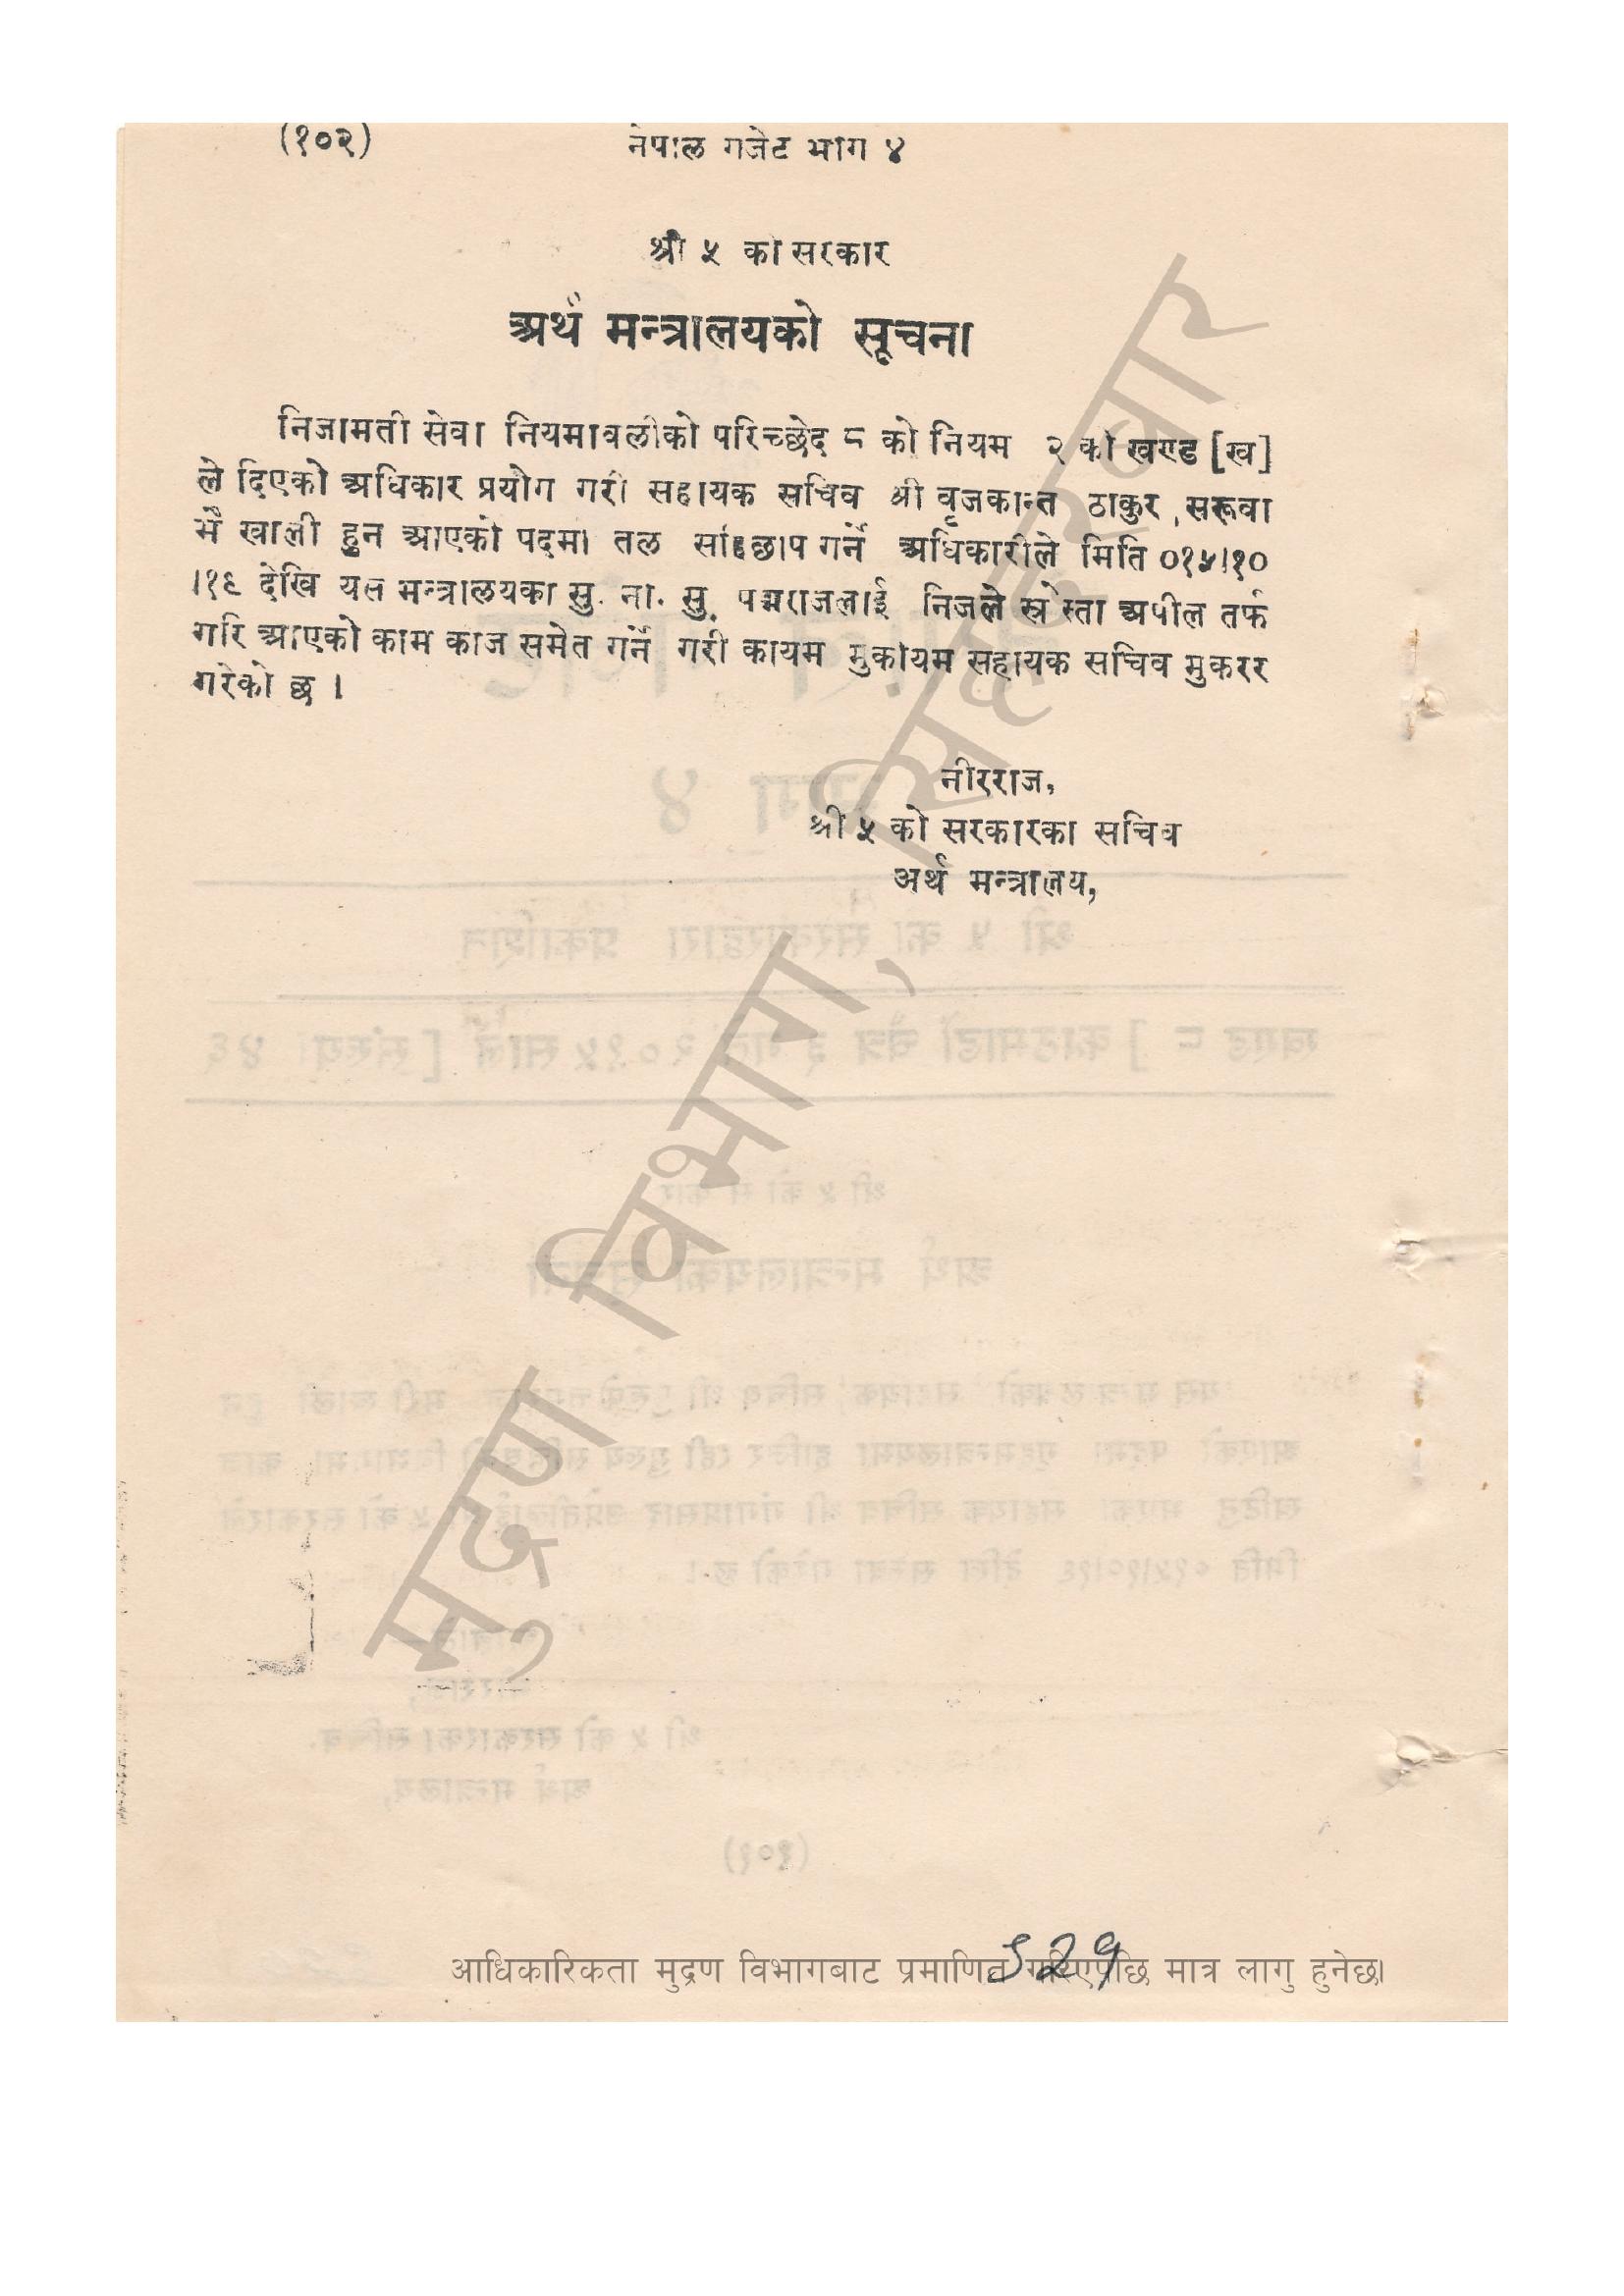 (१०२)
नेपाल गजेट भाग ४
श्री ५ को सरकार
अर्थ मन्त्रालयको सूचना
निजामती सेवा नियमावलीको परिच्छेद ८ को नियम २ को खण्ड [ख]
ले दिएको अधिकार प्रयोग गरी सहायक सचिव श्री वृजकान्त ठाकुर, सरूवा
भै खाली हुन आएको पदमा तल सहिछाप गर्ने अधिकारीले मिति ०१५।१०
।१९ देखि यस मन्त्रालयका सु. ना. सु. पद्मराजलाई निजले स्रेस्ता अपील तर्फ
गरि आएको काम काज समेत गर्ने गरी कायम मुकायम सहायक सचिव मुकरर
गरेको छ ।
नीरराज,
श्री ५ को सरकारका सचिव
अर्थ मन्त्रालय,
मुद्रण विभाग, सिंहदरबार
529
आधिकारिकता मुद्रण विभागबाट प्रमाणित गरिएपछि मात्र लागु हुनेछ।